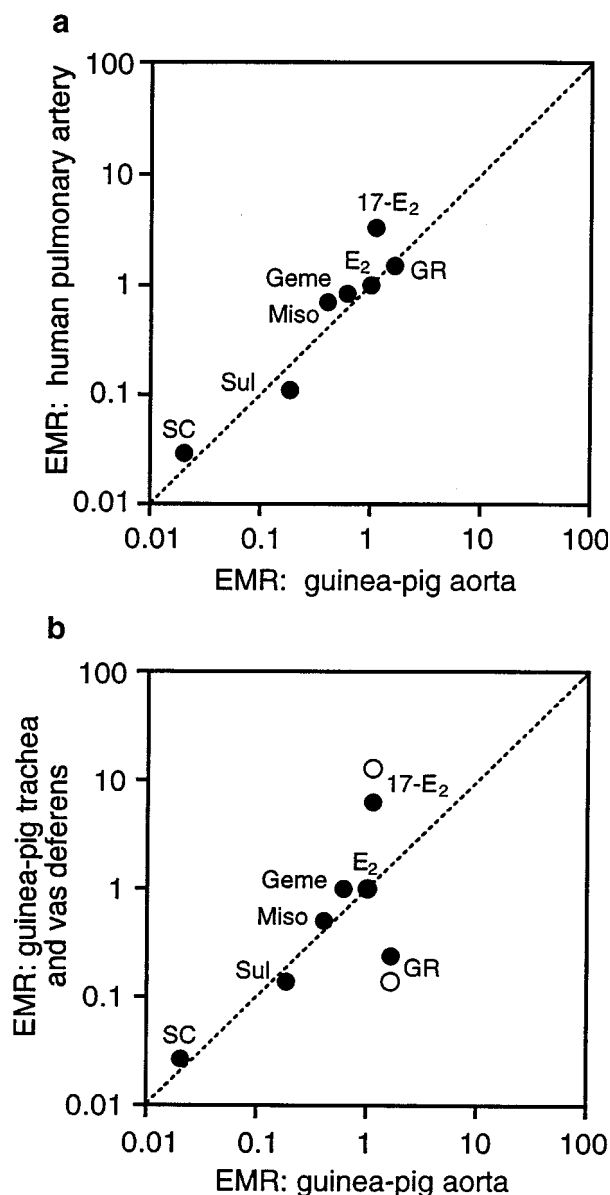 a
EMR: human pulmonary artery
100
10
1
0.1
0.01
17-E₂
E₂
GR
Geme
Miso
Sul
SC
0.01 0.1 1 10 100
EMR: guinea-pig aorta
b
EMR: guinea-pig trachea
and vas deferens
100
10
1
0.1
0.01
17-E₂
E₂
Geme
Miso
Sul
GR
SC
0.01 0.1 1 10 100
EMR: guinea-pig aorta